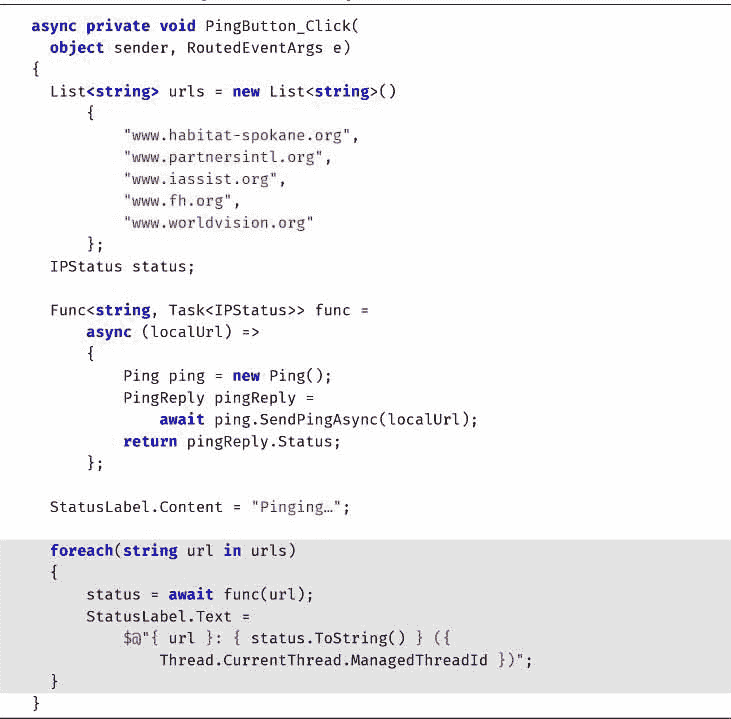 async private void PingButton_Click(
object sender, RoutedEventArgs e)
{
List<string> urls = new List<string>()
{
"www.habitat-spokane.org",
"www.partnersintl.org",
"www.iassist.org",
"www.fh.org",
"www.worldvision.org"
};
IPStatus status;
Func<string, Task<IPStatus>> func =
async (localUrl) =>
{
Ping ping = new Ping();
PingReply pingReply =
await ping.SendPingAsync(localUrl);
return pingReply.Status;
};
StatusLabel.Content = "Pinging…";
foreach(string url in urls)
{
status = await func(url);
StatusLabel.Text =
$@"{ url }: { status.ToString() } ({
Thread.CurrentThread.ManagedThreadId })";
}
}